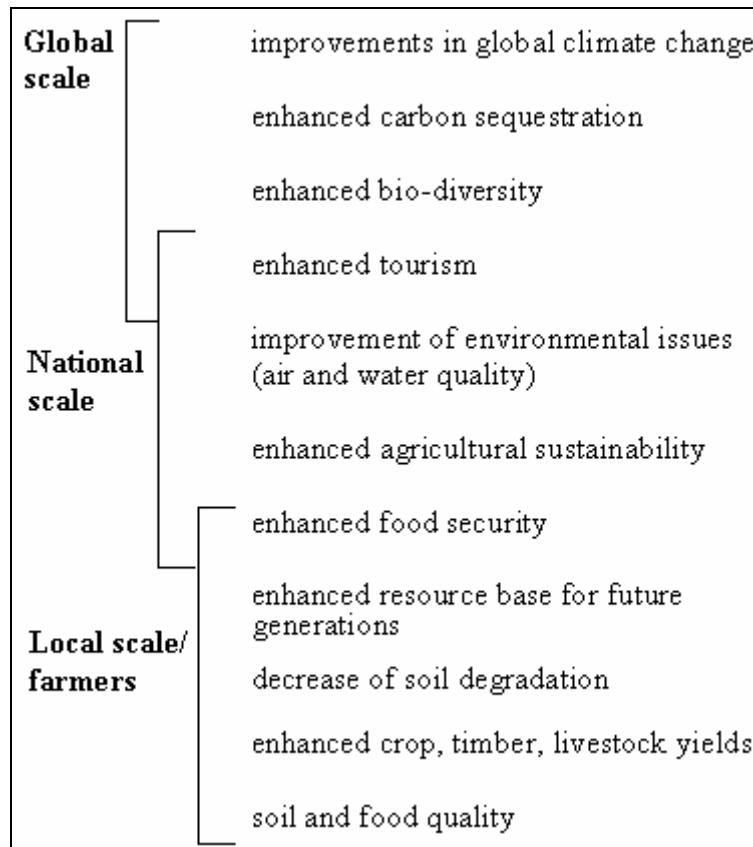 Global
scale
improvements in global climate change
enhanced carbon sequestration
enhanced bio-diversity
enhanced tourism
National
scale
improvement of environmental issues
(air and water quality)
enhanced agricultural sustainability
enhanced food security
enhanced resource base for future
generations
Local scale/
farmers
decrease of soil degradation
enhanced crop, timber, livestock yields
soil and food quality